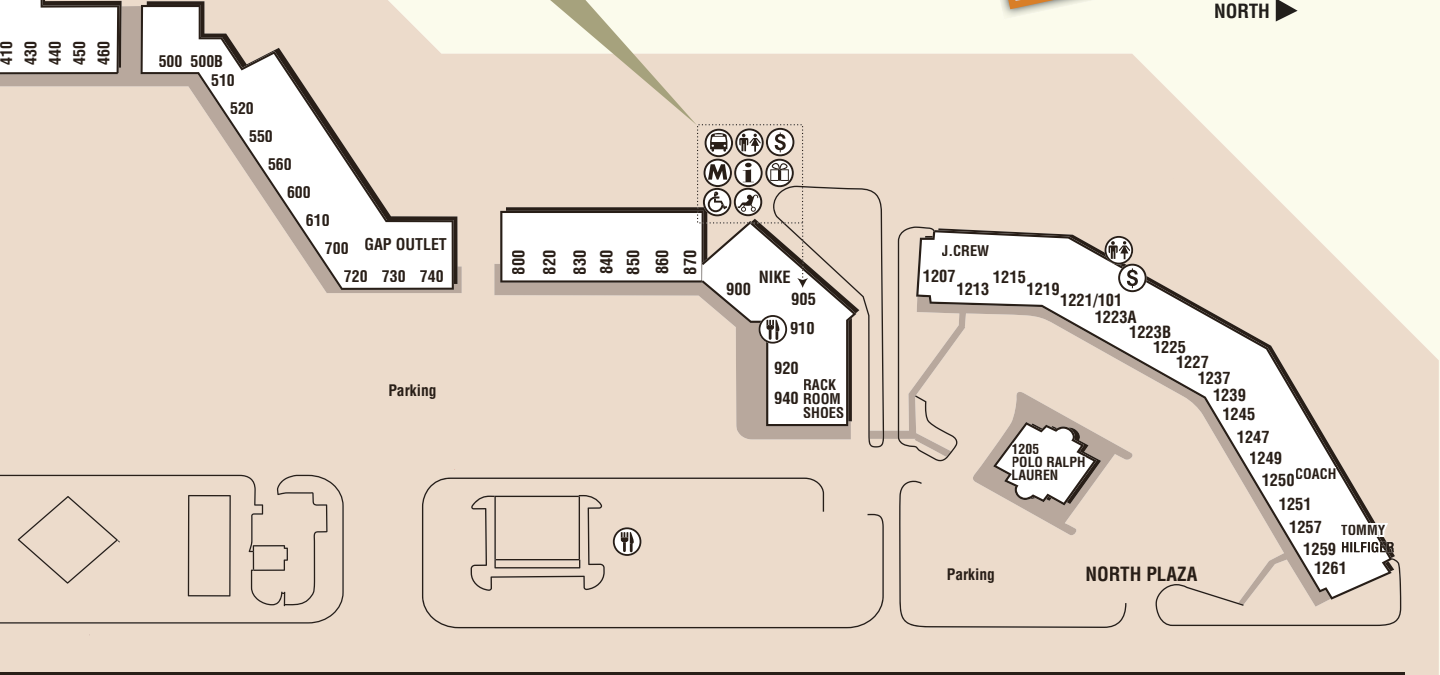 NORTH
410
430
440
450
460
500
500B
510
520
550
560
600
610
700
GAP OUTLET
720
730
740
800
820
830
840
850
860
870
$
M
i
900
NIKE
905
910
920
940
RACK
ROOM
SHOES
J.CREW
1207
1213
1215
1219
1221/101
$
1223A
1223B
1225
1227
1237
1239
1245
1247
1249
1250
COACH
1251
1257
1259
TOMMY
HILFIGER
1261
1205
POLO RALPH
LAUREN
Parking
Parking
NORTH PLAZA